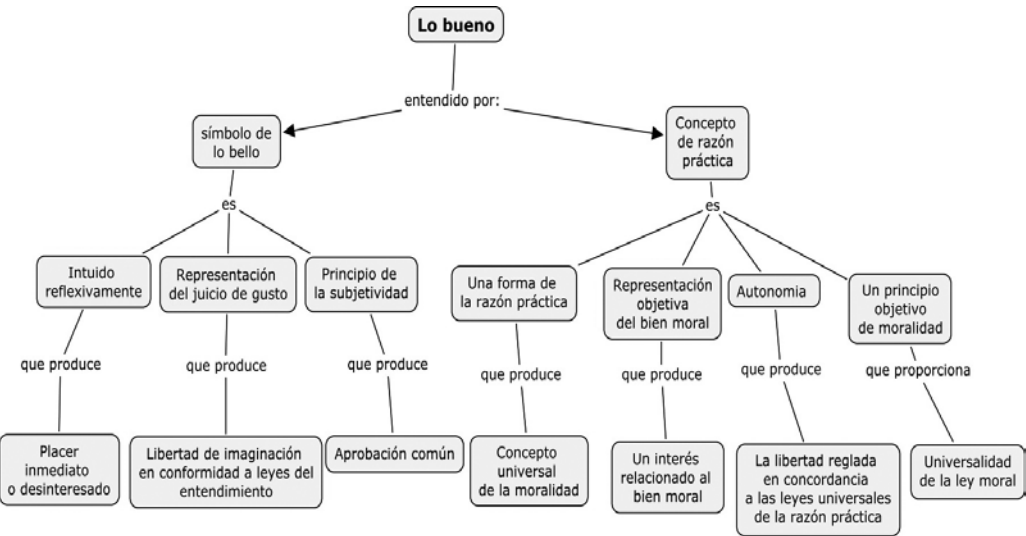 Lo bueno
entendido por:
símbolo de
lo bello
Concepto
de razón
práctica
es
es
Intuido
reflexivamente
Representación
del juicio de gusto
Principio de
la subjetividad
Una forma de
la razón práctica
Representación
objetiva
del bien moral
Autonomia
Un principio
objetivo
de moralidad
que produce
que produce
que produce
que produce
que produce
que produce
que proporciona
Placer
inmediato
o desinteresado
Libertad de imaginación
en conformidad a leyes del
entendimiento
Aprobación común
Concepto
universal
de la moralidad
Un interés
relacionado al
bien moral
La libertad reglada
en concordancia
a las leyes universales
de la razón práctica
Universalidad
de la ley moral